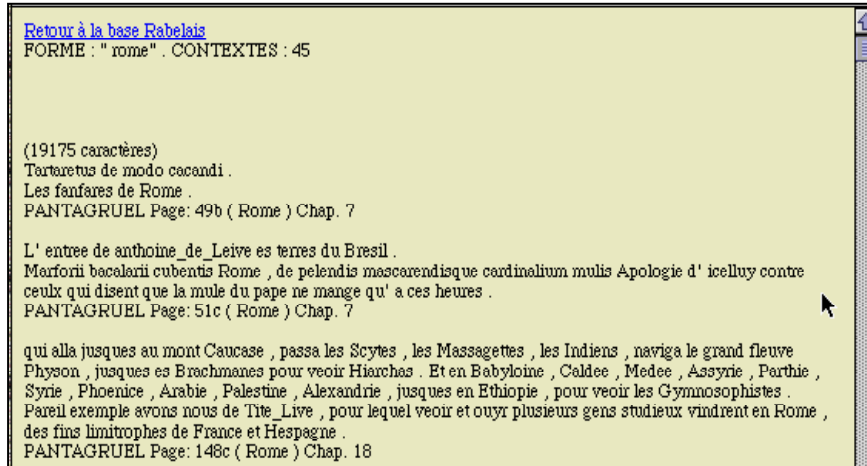 Retour à la base Rabelais
FORME : " rome" . CONTEXTES : 45
(19175 caractères)
Tartaretus de modo cacandi .
Les fanfares de Rome .
PANTAGRUEL Page: 49b ( Rome ) Chap. 7
L' entree de anthoine_de_Leive es terres du Bresil .
Marforii bacalarii cubentis Rome , de pelendis mascarendisque cardinalium mulis Apologie d' icelluy contre
ceulx qui disent que la mule du pape ne mange qu' a ces heures .
PANTAGRUEL Page: 51c ( Rome ) Chap. 7
qui alla jusques au mont Caucase , passa les Scytes , les Massagettes , les Indiens , naviga le grand fleuve
Physon , jusques es Brachmanes pour veoir Hiarchas . Et en Babyloine , Caldee , Medee , Assyrie , Parthie ,
Syrie , Phoenice , Arabie , Palestine , Alexandrie , jusques en Ethiopie , pour veoir les Gymnosophistes .
Pareil exemple avons nous de Tite_Live , pour lequel veoir et ouyr plusieurs gens studieux vindrent en Rome ,
des fins limitrophes de France et Hespagne .
PANTAGRUEL Page: 148c ( Rome ) Chap. 18